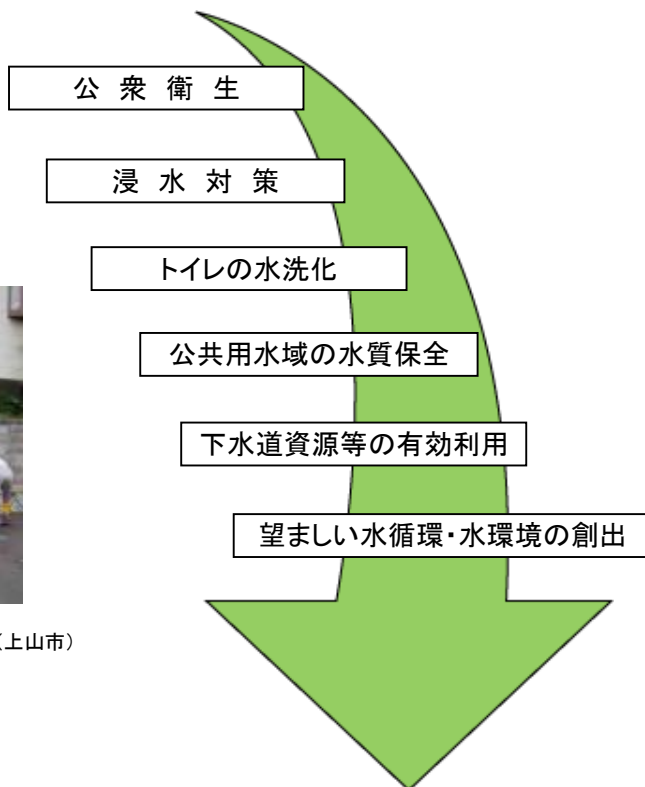 公衆衛生
浸水対策
トイレの水洗化
公共用水域の水質保全
下水道資源等の有効利用
望ましい水循環・水環境の創出
(上山市)